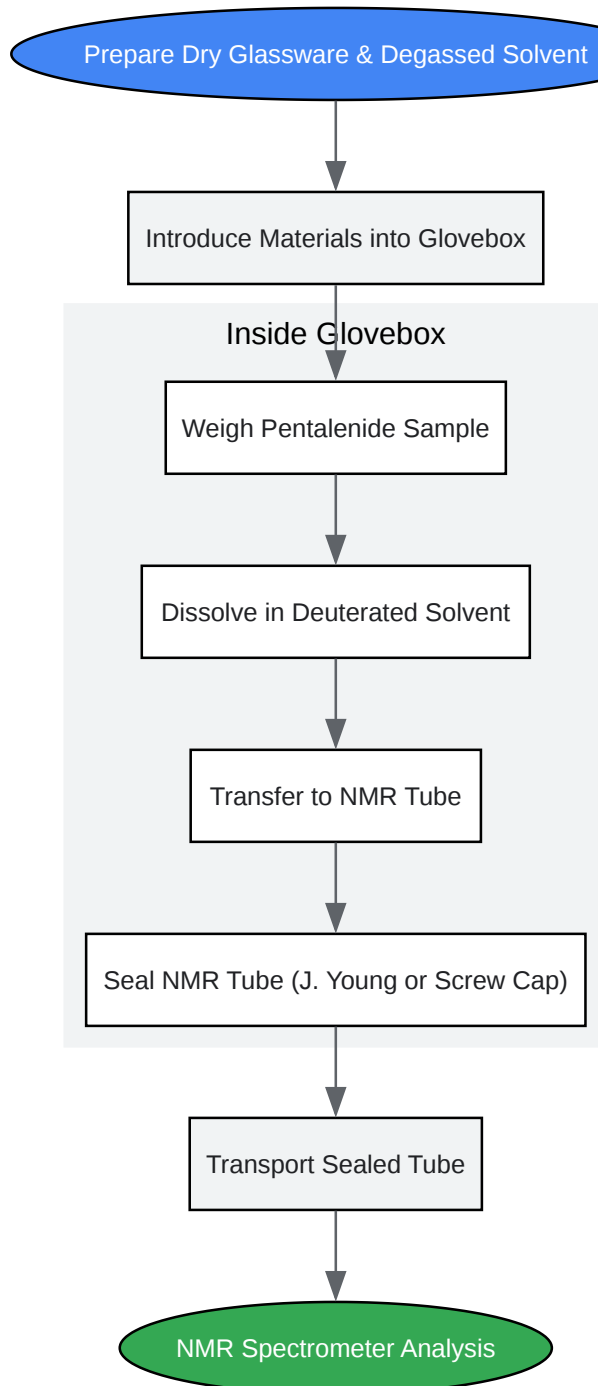 Prepare Dry Glassware & Degassed Solvent
Introduce Materials into Glovebox
Inside Glovebox
Weigh Pentalenide Sample
Dissolve in Deuterated Solvent
Transfer to NMR Tube
Seal NMR Tube (J. Young or Screw Cap)
Transport Sealed Tube
NMR Spectrometer Analysis